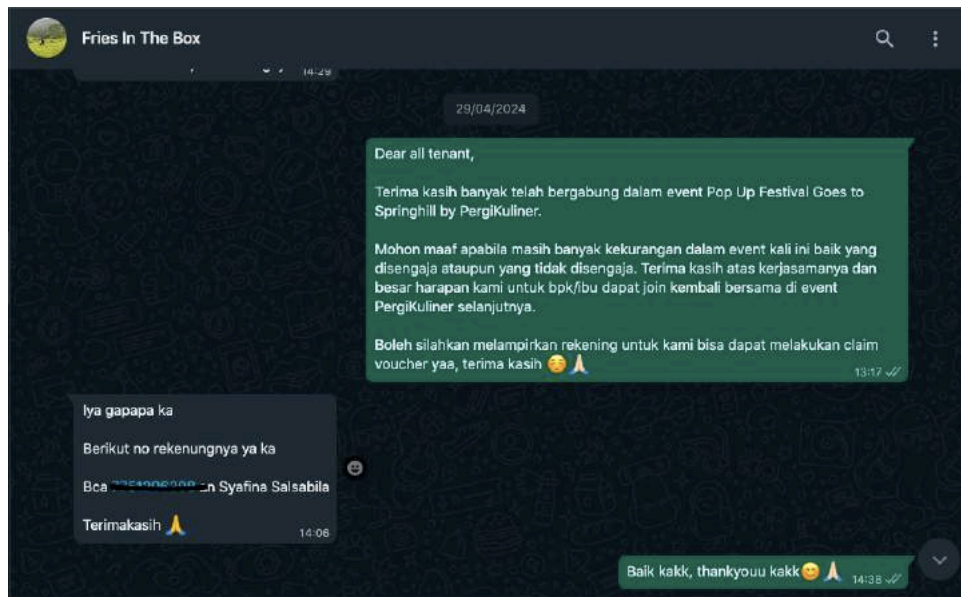 Fries In The Box
14:29
29/04/2024
Dear all tenant,
Terima kasih banyak telah bergabung dalam event Pop Up Festival Goes to
Springhill by PergiKuliner.
Mohon maaf apabila masih banyak kekurangan dalam event kali ini baik yang
disengaja ataupun yang tidak disengaja. Terima kasih atas kerjasamanya dan
besar harapan kami untuk bpk/ibu dapat join kembali bersama di event
PergiKuliner selanjutnya.
Boleh silahkan melampirkan rekening untuk kami bisa dapat melakukan claim
voucher yaa, terima kasih 😚🙏🏻
13:17
Iya gapapa ka
Berikut no rekenungnya ya ka
Bca an Syafina Salsabila
Terimakasih 🙏
14:06
Baik kakk, thankyouu kakk😊🙏🏻
14:38